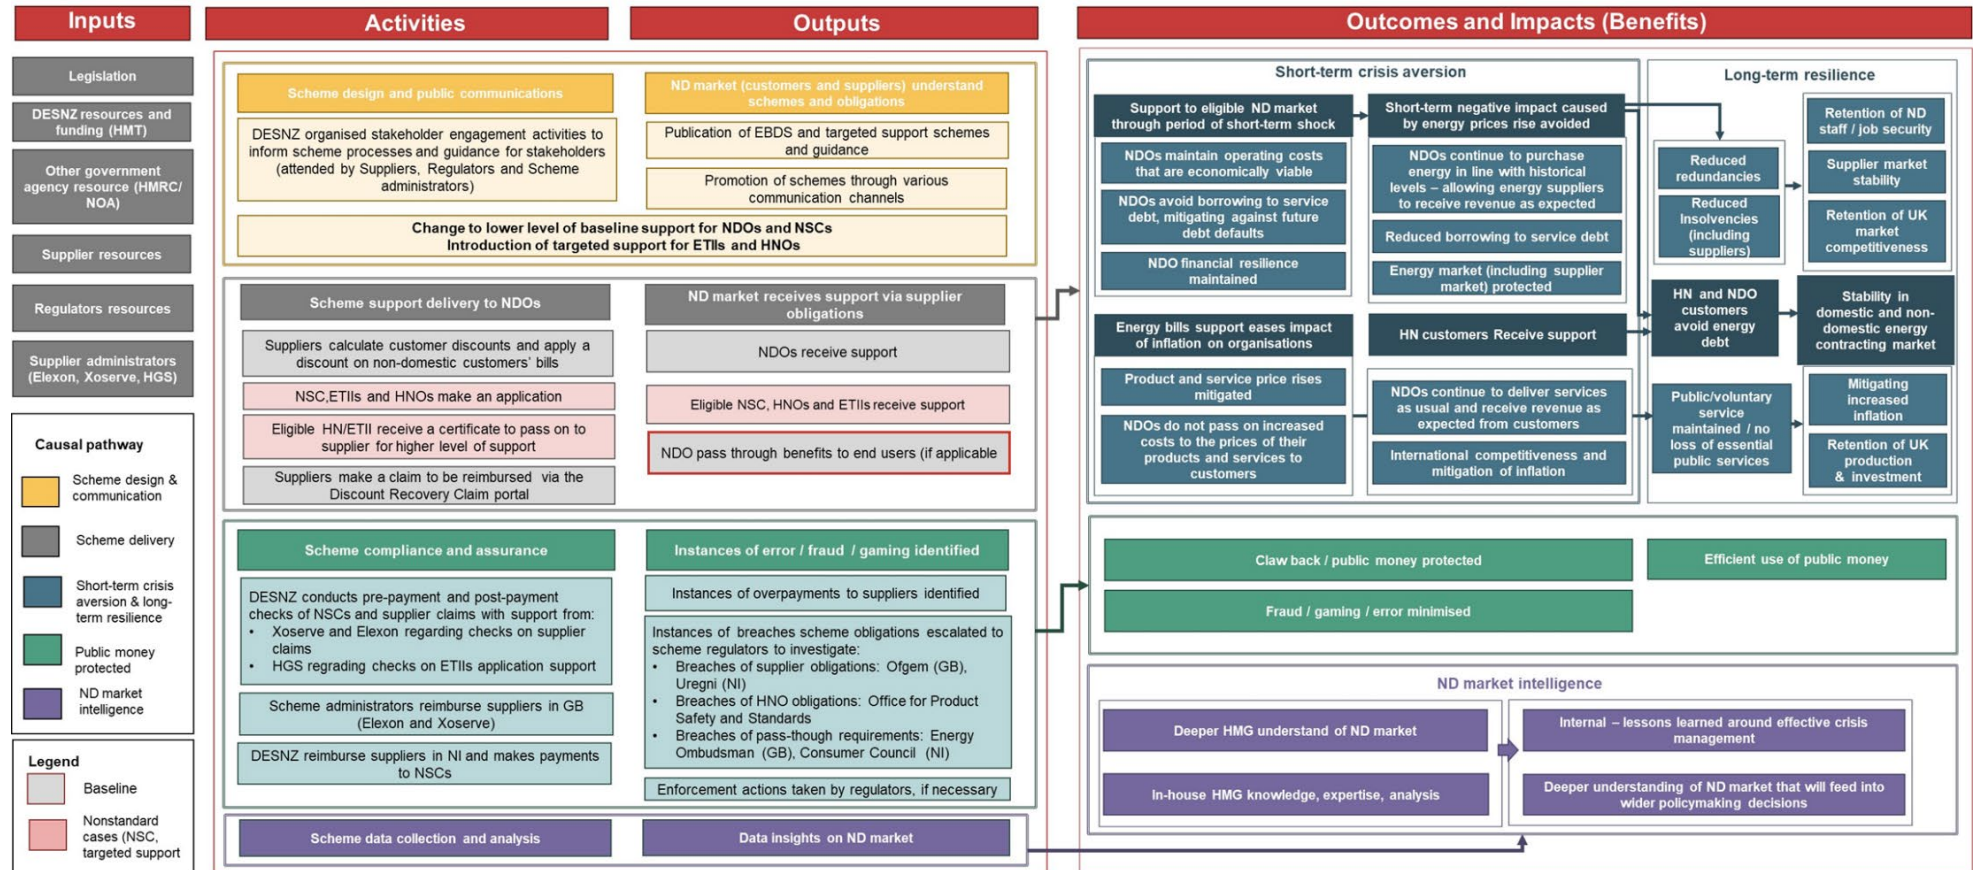 Inputs
Activities
Outputs
Outcomes and Impacts (Benefits)
Legislation
DESNZ resources and
funding (HMT)
Other government
agency resource (HMRC/
NOA)
Supplier resources
Regulators resources
Supplier administrators
(Elexon, Xoserve, HGS)
Causal pathway
Scheme design &
communication
Scheme delivery
Short-term crisis
aversion & long-
term resilience
Public money
protected
ND market
intelligence
Legend
Baseline
Nonstandard
cases (NSC,
targeted support
Scheme design and public communications
ND market (customers and suppliers) understand
schemes and obligations
DESNZ organised stakeholder engagement activities to
inform scheme processes and guidance for stakeholders
(attended by Suppliers, Regulators and Scheme
administrators)
Publication of EBDS and targeted support schemes
and guidance
Promotion of schemes through various
communication channels
Change to lower level of baseline support for NDOs and NSCs
Introduction of targeted support for ETIIs and HNOs
Scheme support delivery to NDOs
ND market receives support via supplier
obligations
Suppliers calculate customer discounts and apply a
discount on non-domestic customers' bills
NSC,ETIIs and HNOs make an application
Eligible HN/ETII receive a certificate to pass on to
supplier for higher level of support
Suppliers make a claim to be reimbursed via the
Discount Recovery Claim portal
NDOs receive support
Eligible NSC, HNOs and ETIIs receive support
NDO pass through benefits to end users (if applicable
Scheme compliance and assurance
Instances of error / fraud / gaming identified
DESNZ conducts pre-payment and post-payment
checks of NSCs and supplier claims with support from:
• Xoserve and Elexon regarding checks on supplier
claims
• HGS regrading checks on ETIIs application support
Scheme administrators reimburse suppliers in GB
(Elexon and Xoserve)
DESNZ reimburse suppliers in NI and makes payments
to NSCs
Instances of overpayments to suppliers identified
Instances of breaches scheme obligations escalated to
scheme regulators to investigate:
• Breaches of supplier obligations: Ofgem (GB),
Uregni (NI)
• Breaches of HNO obligations: Office for Product
Safety and Standards
• Breaches of pass-though requirements: Energy
Ombudsman (GB), Consumer Council (NI)
Enforcement actions taken by regulators, if necessary
Scheme data collection and analysis
Data insights on ND market
Short-term crisis aversion
Long-term resilience
Support to eligible ND market
through period of short-term shock
NDOs maintain operating costs
that are economically viable
NDOs avoid borrowing to service
debt, mitigating against future
debt defaults
NDO financial resilience
maintained
Short-term negative impact caused
by energy prices rise avoided
NDOs continue to purchase
energy in line with historical
levels – allowing energy suppliers
to receive revenue as expected
Reduced borrowing to service debt
Energy market (including supplier
market) protected
Reduced
redundancies
Reduced
Insolvencies
(including
suppliers)
Retention of ND
staff / job security
Supplier market
stability
Retention of UK
market
competitiveness
Energy bills support eases impact
of inflation on organisations
HN customers Receive support
HN and NDO
customers
avoid energy
debt
Stability in
domestic and non-
domestic energy
contracting market
Product and service price rises
mitigated
NDOs do not pass on increased
costs to the prices of their
products and services to
customers
NDOs continue to deliver services
as usual and receive revenue as
expected from customers
International competitiveness and
mitigation of inflation
Public/voluntary
service
maintained / no
loss of essential
public services
Mitigating
increased
inflation
Retention of UK
production
& investment
Claw back / public money protected
Efficient use of public money
Fraud / gaming / error minimised
ND market intelligence
Deeper HMG understand of ND market
In-house HMG knowledge, expertise, analysis
Internal – lessons learned around effective crisis
management
Deeper understanding of ND market that will feed into
wider policymaking decisions